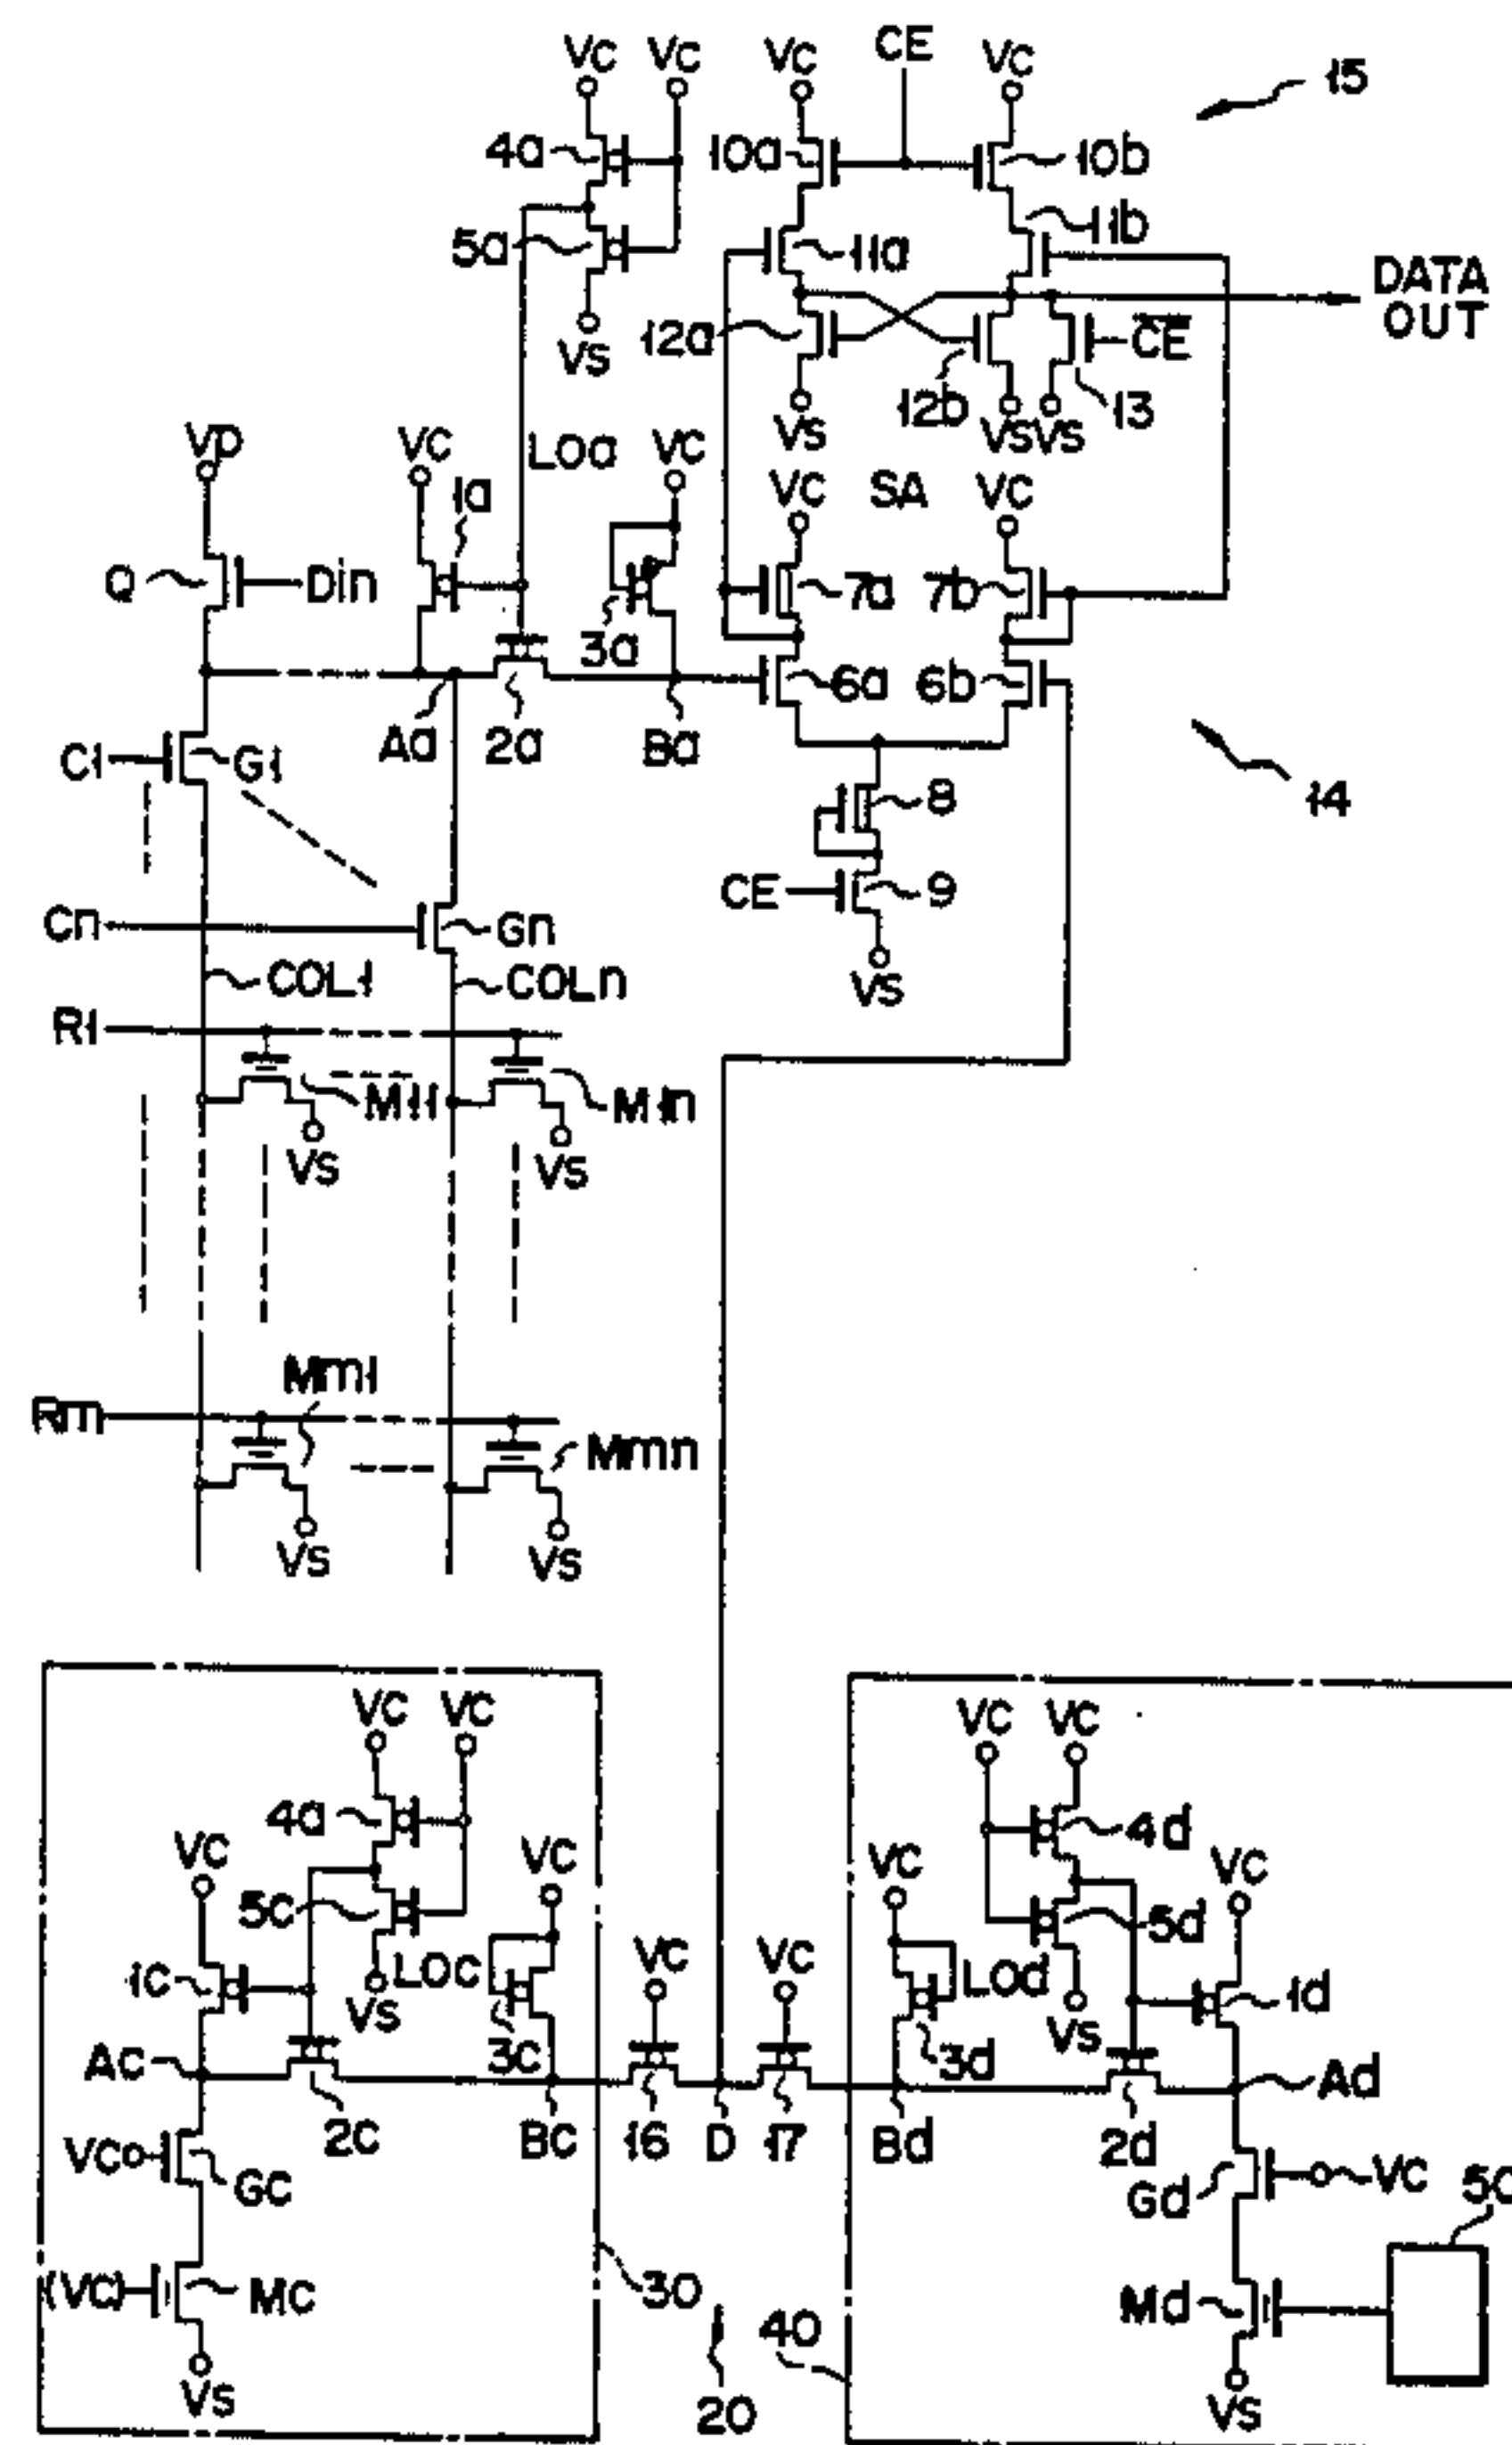 VC VC VC CE VC 15
4a 10a 10b
5a 11a 11b
DATA
OUT
12a CE
VS 12b 13
VS VS VS
VP VC LOa VC VC SA VC
1a
Q Din 3a 7a 7b
Aa 2a Ba 6a 6b
C1 G1 8 14
CE 9
Cn Gn
COL1 COLn VS
R1
M11 M1n
VS VS
Mm1
Rm
Mmn
VS VS
VC VC VC VC
4a 4d
VC VC VC VC
5c 5d
1c LOC VC VC LOd 1d
VS VS
3c 3d
Ac Ad
2c Bc 16 D 17 Bd 2d
VC Gc Gd VC
(VC) Mc 30 Md
40
VS 20 VS